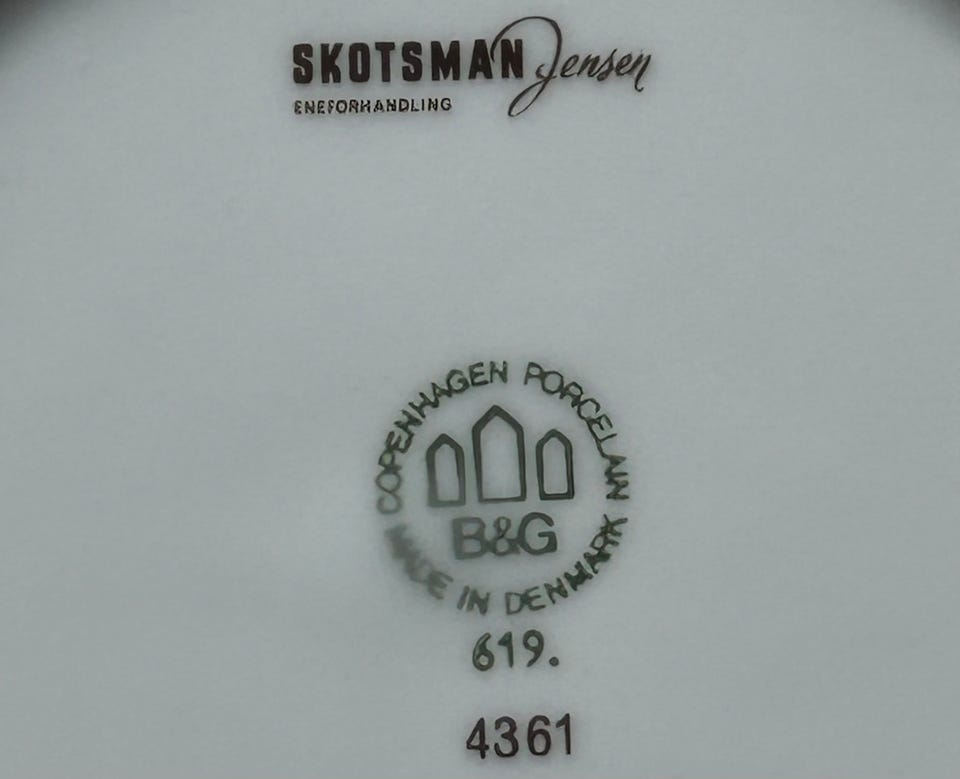 SKOTSMAN Jensen
ENEFORHANDLING
COPENHAGEN PORCELAIN
B&G
MADE IN DENMARK
619.
4361